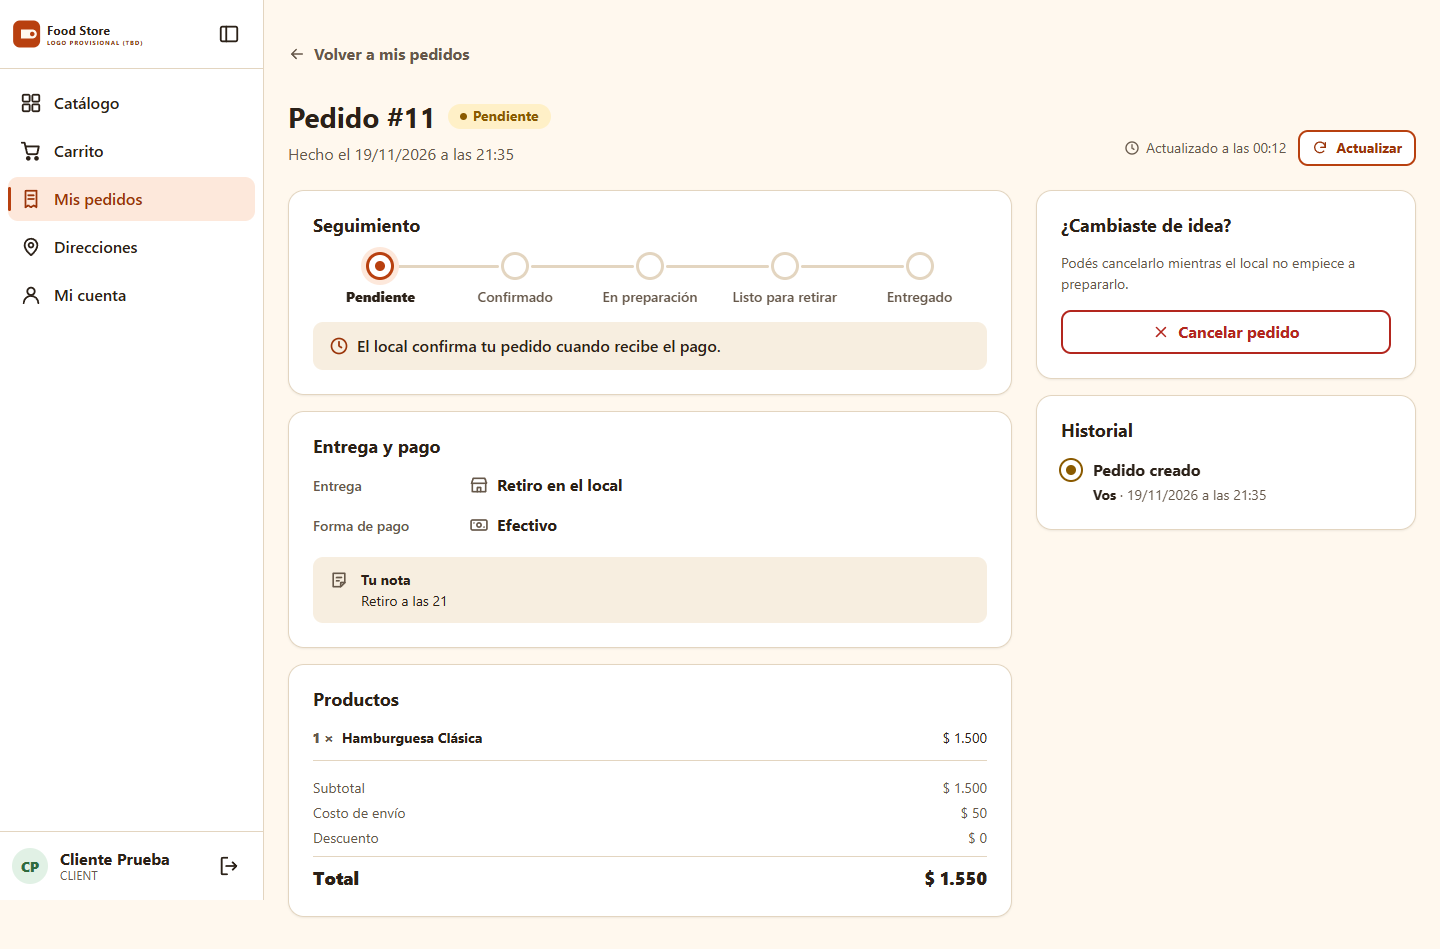 Food Store
LOGO PROVISIONAL (TBD)
Catálogo
Carrito
Mis pedidos
Direcciones
Mi cuenta
Cliente Prueba
CP
CLIENT
Volver a mis pedidos
Pedido #11
Pendiente
Hecho el 19/11/2026 a las 21:35
Actualizado a las 00:12
Actualizar
Seguimiento
Pendiente
Confirmado
En preparación
Listo para retirar
Entregado
El local confirma tu pedido cuando recibe el pago.
Entrega y pago
Entrega
Retiro en el local
Forma de pago
Efectivo
Tu nota
Retiro a las 21
Productos
1 × Hamburguesa Clásica
$ 1.500
Subtotal
$ 1.500
Costo de envío
$ 50
Descuento
$ 0
Total
$ 1.550
¿Cambiaste de idea?
Podés cancelarlo mientras el local no empiece a
prepararlo.
Cancelar pedido
Historial
Pedido creado
Vos · 19/11/2026 a las 21:35